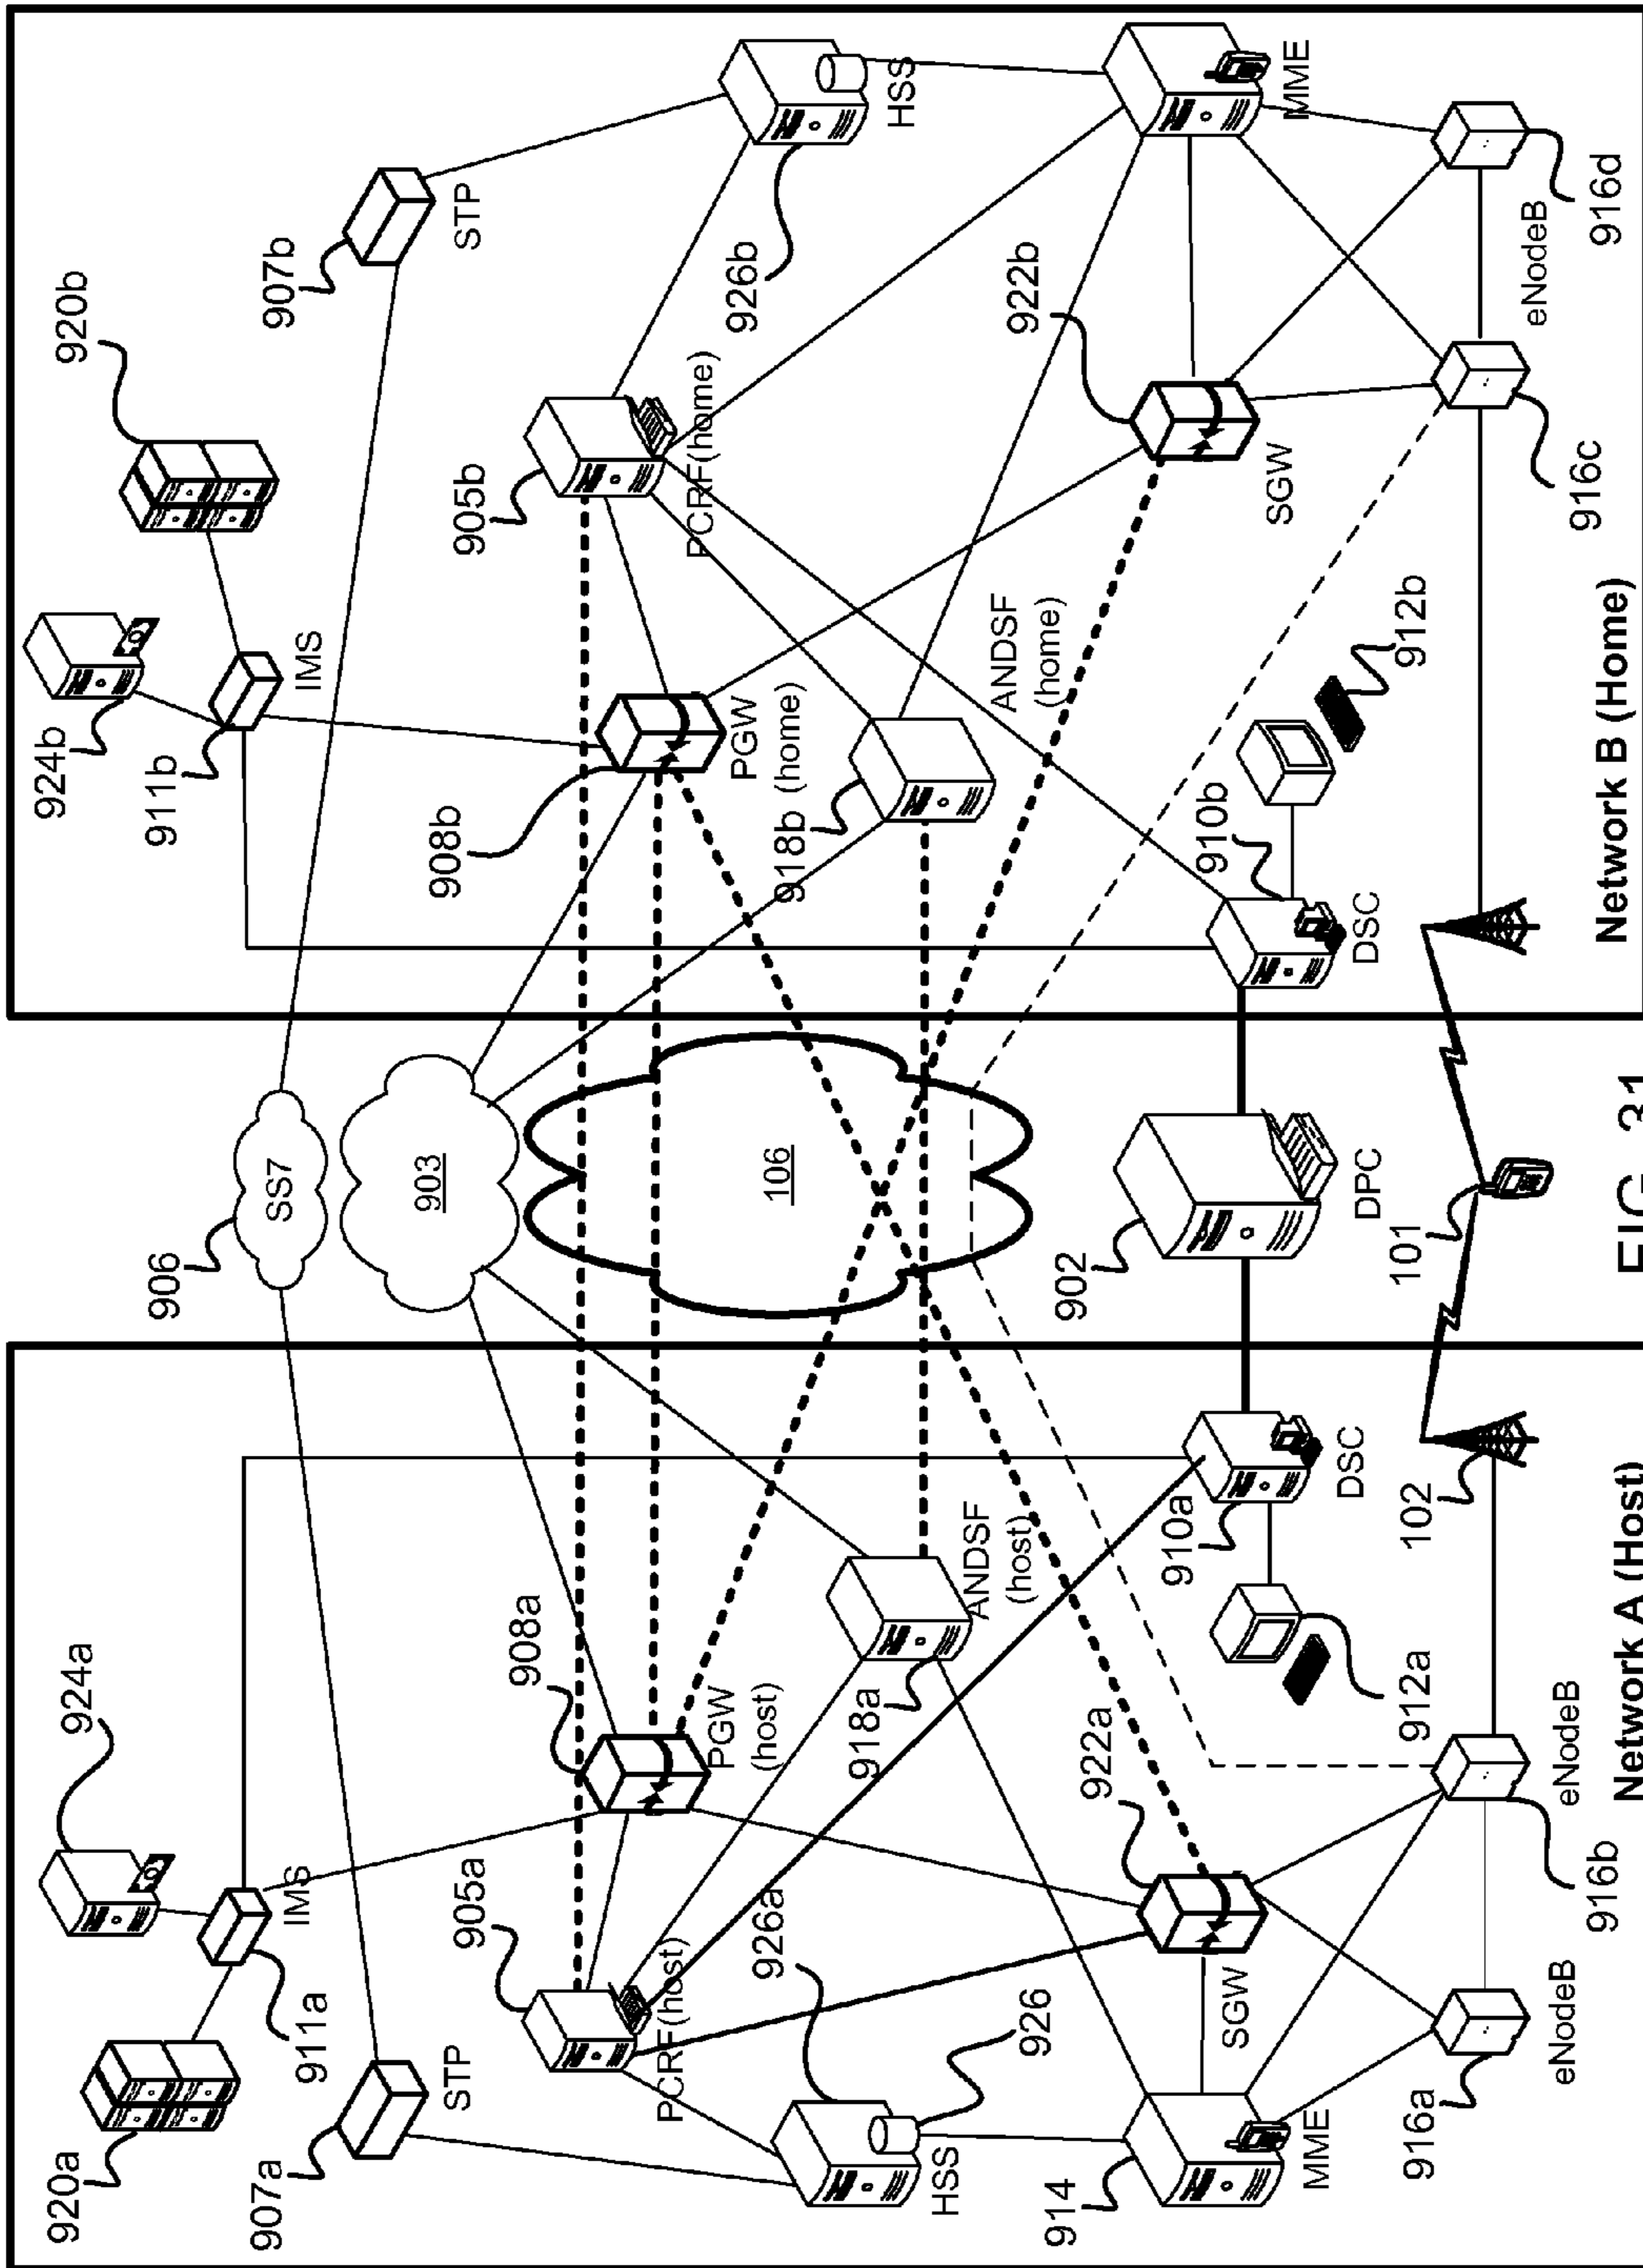 920a
924a
911a
IMS
907a
STP
905a
PCRF(host)
908a
PGW
(host)
926a
926
HSS
918a
ANDSF
(host)
922a
SGW
914
MME
910a
DSC
912a
916a
eNodeB
916b
eNodeB
102
Network A (Host)
906
SS7
903
106
902
DPC
101
FIG. 31
924b
920b
911b
IMS
907b
STP
905b
PCRF(home)
908b
PGW
(home)
926b
HSS
918b
ANDSF
(home)
922b
SGW
MME
910b
DSC
912b
916c
eNodeB
916d
Network B (Home)